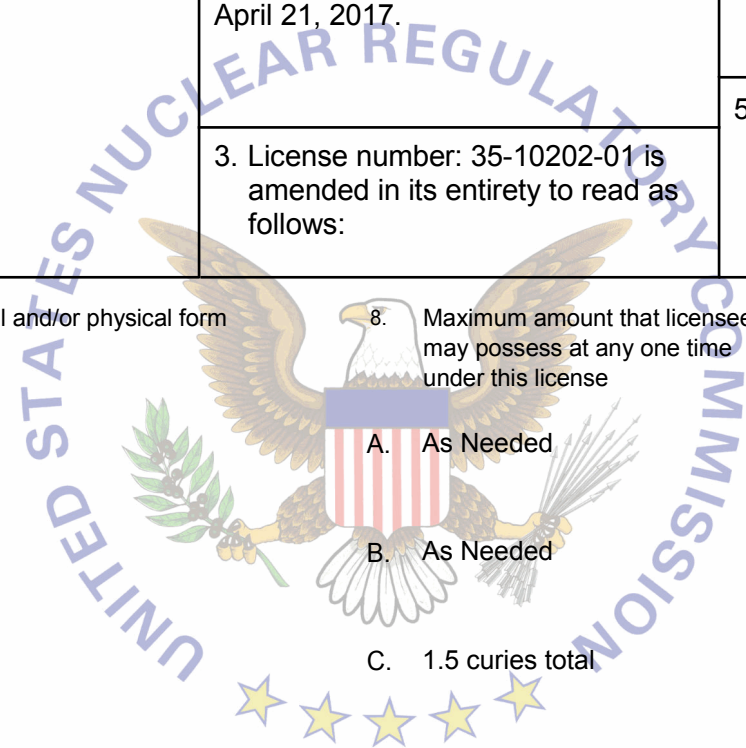 April 21, 2017.
5
3. License number: 35-10202-01 is
amended in its entirety to read as
follows:
l and/or physical form
8. Maximum amount that licensee
may possess at any one time
under this license
A. As Needed
B. As Needed
C. 1.5 curies total
UNITED STATES NUCLEAR REGULATORY COMMISSION